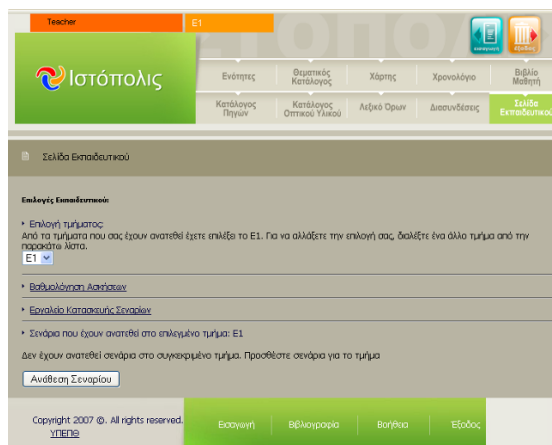 Teacher
E1
εισαγωγή
έξοδος
Ιστόπολις
Ενότητες
Θεματικός
Κατάλογος
Χάρτης
Χρονολόγιο
Βιβλίο
Μαθητή
Κατάλογος
Πηγών
Κατάλογος
Οπτικού Υλικού
Λεξικό Όρων
Διασυνδέσεις
Σελίδα
Εκπαιδευτικού
Σελίδα Εκπαιδευτικού
Επιλογές Εκπαιδευτικού:
Επιλογή τμήματος:
Από τα τμήματα που σας έχουν ανατεθεί έχετε επιλέξει το E1. Για να αλλάξετε την επιλογή σας, διαλέξτε ένα άλλο τμήμα από την
παρακάτω λίστα.
E1
Βαθμολόγηση Ασκήσεων
Εργαλείο Κατασκευής Σεναρίων
Σενάρια που έχουν ανατεθεί στο επιλεγμένο τμήμα: E1
Δεν έχουν ανατεθεί σενάρια στο συγκεκριμένο τμήμα. Προσθέστε σενάρια για το τμήμα
Ανάθεση Σεναρίου
Copyright 2007 ©. All rights reserved.
ΥΠΕΠΘ
Εισαγωγή
Βιβλιογραφία
Βοήθεια
Έξοδος